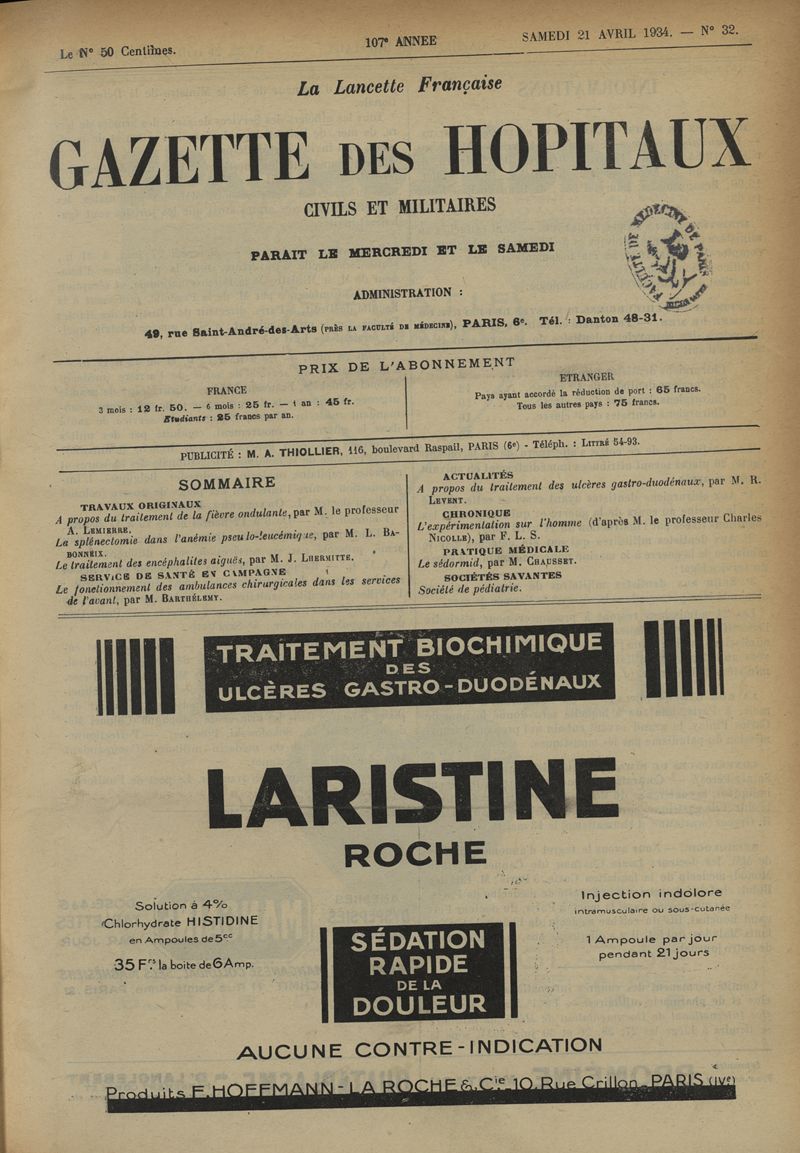 Le N° 50 Centimes.
107e ANNEE
SAMEDI 21 AVRIL 1934. — N° 32.
La Lancette Française
GAZETTE DES HOPITAUX
CIVILS ET MILITAIRES
PARAIT LE MERCREDI ET LE SAMEDI
FACULTÉ DE MÉDECINE DE PARIS
ADMINISTRATION :
49, rue Saint-André-des-Arts (PRÈS LA FACULTÉ DE MÉDECINE), PARIS, 6e. Tél. : Danton 48-31.
PRIX DE L'ABONNEMENT
FRANCE
3 mois : 12 fr. 50. — 6 mois : 25 fr. — 1 an : 45 fr.
Etudiants : 25 francs par an.
ETRANGER
Pays ayant accordé la réduction de port : 65 francs.
Tous les autres pays : 75 francs.
PUBLICITÉ : M. A. THIOLLIER, 116, boulevard Raspail, PARIS (6e) - Téléph. : LITTRÉ 54-93.
SOMMAIRE
TRAVAUX ORIGINAUX
A propos du traitement de la fièvre ondulante, par M. le professeur
A. LEMIERRE.
La splénectomie dans l'anémie pseudo-leucémique, par M. L. BA-
BONNEIX.
Le traitement des encéphalites aiguës, par M. J. LHERMITTE.
SERVICE DE SANTÉ EN CAMPAGNE
Le fonctionnement des ambulances chirurgicales dans les services
de l'avant, par M. BARTHÉLEMY.
ACTUALITÉS
A propos du traitement des ulcères gastro-duodénaux, par M. R.
LEVENT.
CHRONIQUE
L'expérimentation sur l'homme (d'après M. le professeur Charles
NICOLLE), par F. L. S.
PRATIQUE MÉDICALE
Le sédormid, par M. CHAUSSET.
SOCIÉTÉS SAVANTES
Société de pédiatrie.
TRAITEMENT BIOCHIMIQUE
DES
ULCÈRES GASTRO-DUODÉNAUX
LARISTINE
ROCHE
Solution à 4%
Chlorhydrate HISTIDINE
en Ampoules de 5cc
35 Frs. la boite de 6 Amp.
SÉDATION
RAPIDE
DE LA
DOULEUR
Injection indolore
intramusculaire ou sous-cutanée
1 Ampoule par jour
pendant 21 jours
AUCUNE CONTRE-INDICATION
Produits F. HOFFMANN-LA ROCHE & Cie. 10, Rue Crillon_PARIS (IVe)